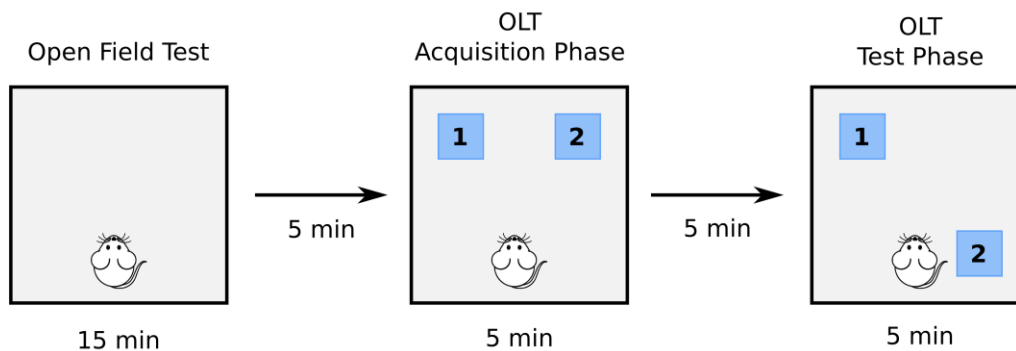 Open Field Test
OLT
Acquisition Phase
OLT
Test Phase
1
2
1
2
5 min
5 min
15 min
5 min
5 min